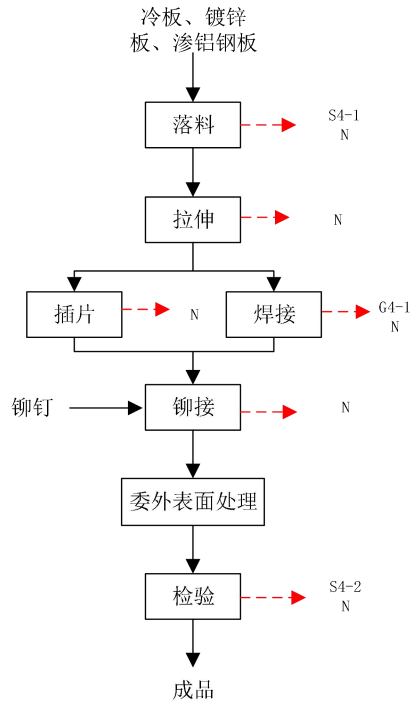 冷板、镀锌
板、渗铝钢板
落料
S4-1
N
拉伸
N
插片
N
焊接
G4-1
N
铆钉
铆接
N
委外表面处理
检验
S4-2
N
成品